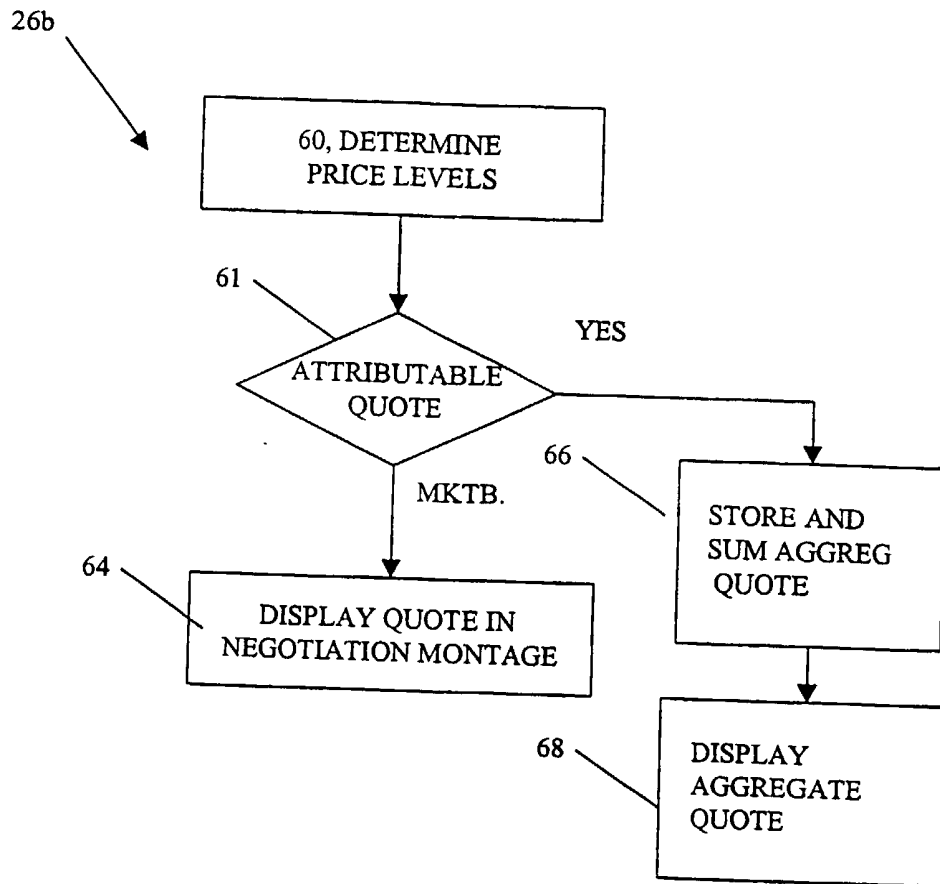 26b
60, DETERMINE
PRICE LEVELS
61
YES
ATTRIBUTABLE
QUOTE
MKTB.
66
STORE AND
SUM AGGREG
QUOTE
64
DISPLAY QUOTE IN
NEGOTIATION MONTAGE
68
DISPLAY
AGGREGATE
QUOTE